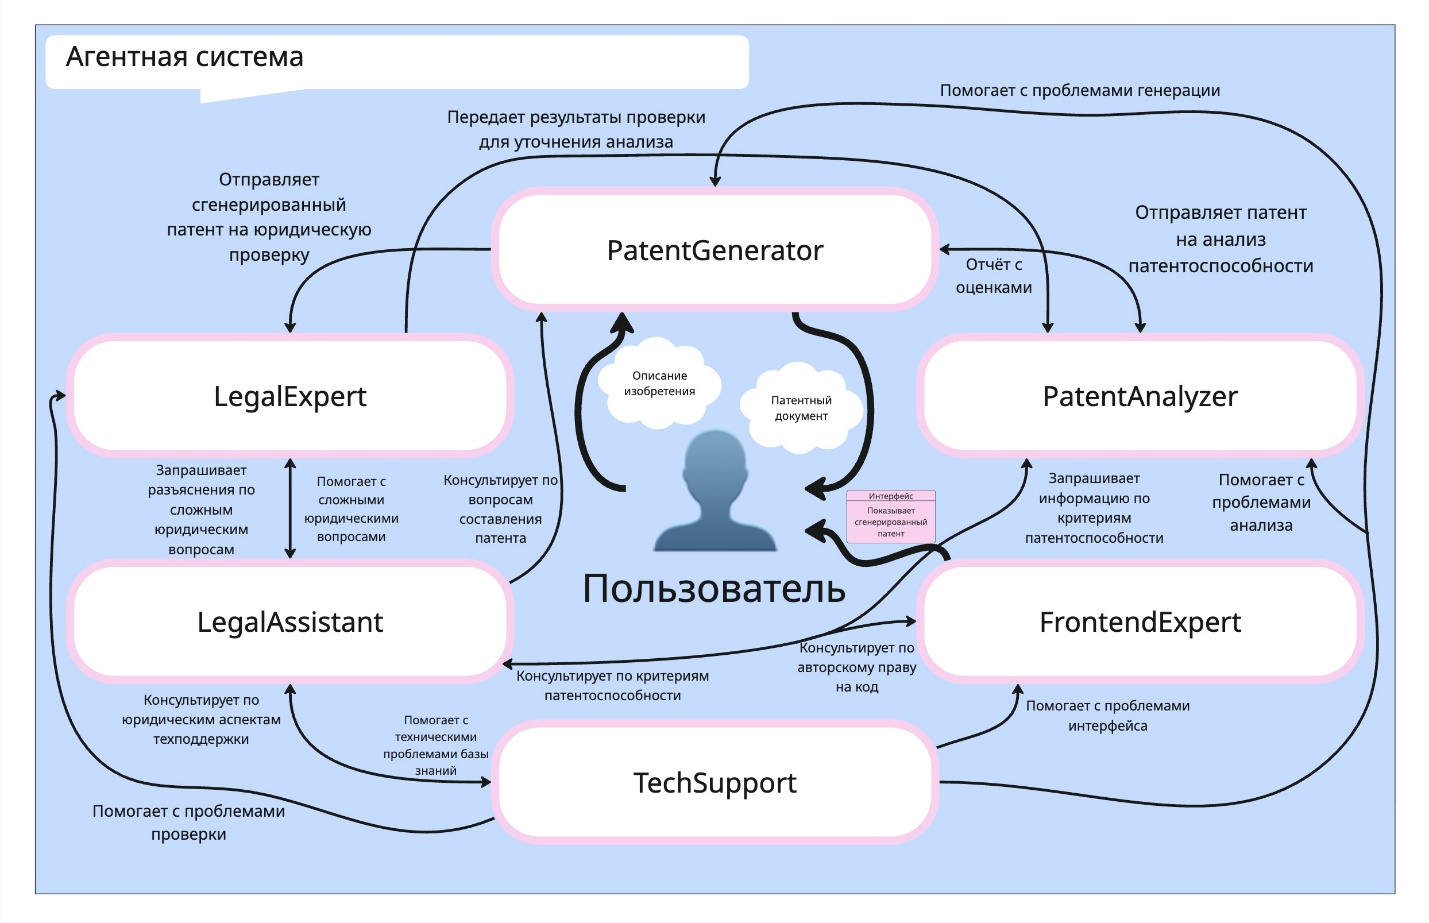 Агентная система
Помогает с проблемами генерации
Передает результаты проверки
для уточнения анализа
Отправляет
сгенерированный
патент на юридическую
проверку
Отправляет патент
на анализ
патентоспособности
PatentGenerator
Отчёт с
оценками
LegalExpert
Описание
изобретения
Патентный
документ
PatentAnalyzer
Запрашивает
разъяснения по
сложным
юридическим
вопросам
Помогает с
сложными
юридическими
вопросами
Консультирует по
вопросам
составления
патента
Интерфейс
Показывает
сгенерированный
патент
Запрашивает
информацию по
критериям
патентоспособности
Помогает с
проблемами
анализа
Пользователь
LegalAssistant
FrontendExpert
Консультирует по
авторскому праву
на код
Консультирует по критериям
патентоспособности
Консультирует по
юридическим аспектам
техподдержки
Помогает с
техническими
проблемами базы
знаний
Помогает с проблемами
интерфейса
TechSupport
Помогает с проблемами
проверки